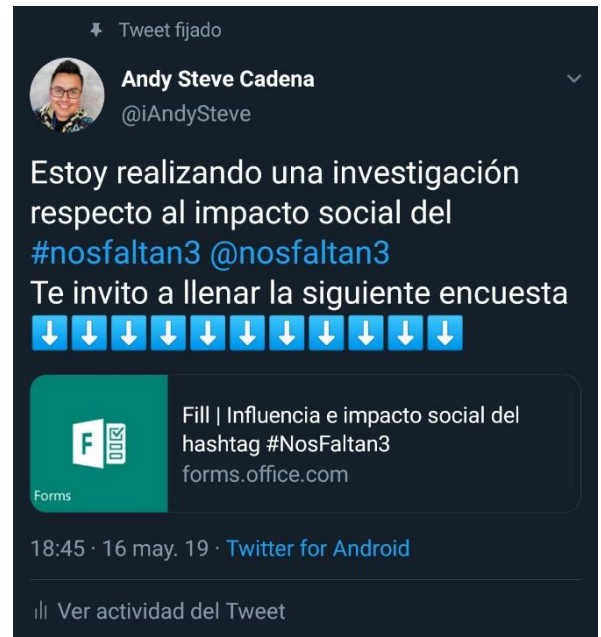 Tweet fijado
Andy Steve Cadena
@iAndySteve
Estoy realizando una investigación
respecto al impacto social del
#nosfaltan3 @nosfaltan3
Te invito a llenar la siguiente encuesta
⬇⬇⬇⬇⬇⬇⬇⬇⬇⬇⬇
F
Forms
Fill | Influencia e impacto social del
hashtag #NosFaltan3
forms.office.com
18:45 · 16 may. 19 · Twitter for Android
Ver actividad del Tweet